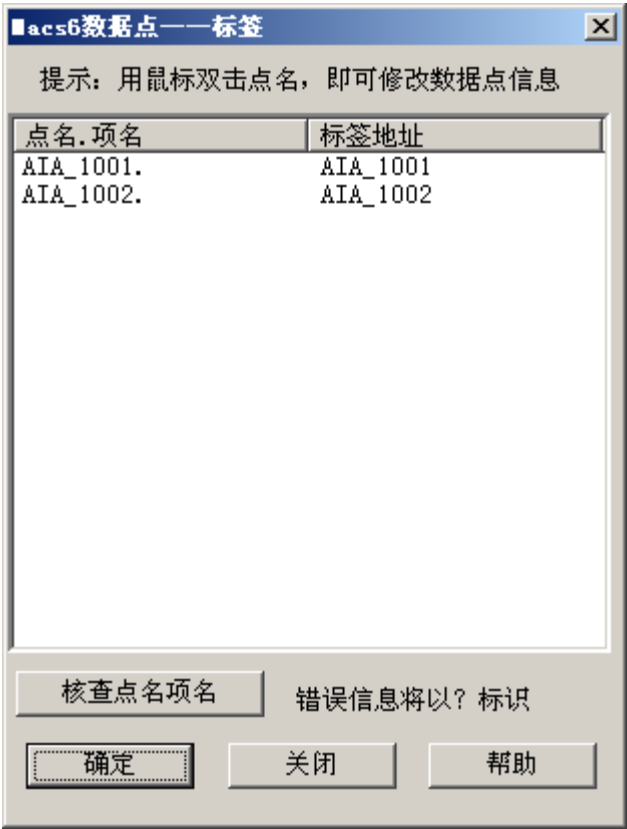 macs6数据点——标签
提示：用鼠标双击点名，即可修改数据点信息
点名.项名 标签地址
AIA_1001. AIA_1001
AIA_1002. AIA_1002
核查点名项名 错误信息将以? 标识
确定 关闭 帮助